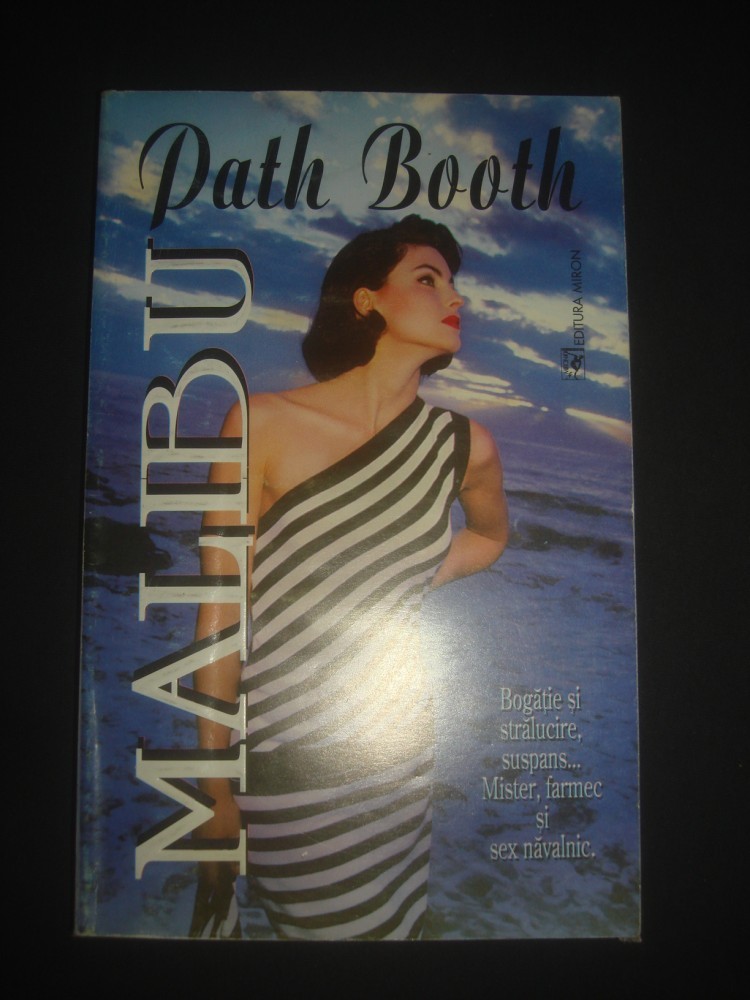 Path Booth
MALIBU
EDITURA MIRON
Bogăție și
strălucire,
suspans...
Mister, farmec
și
sex năvalnic.